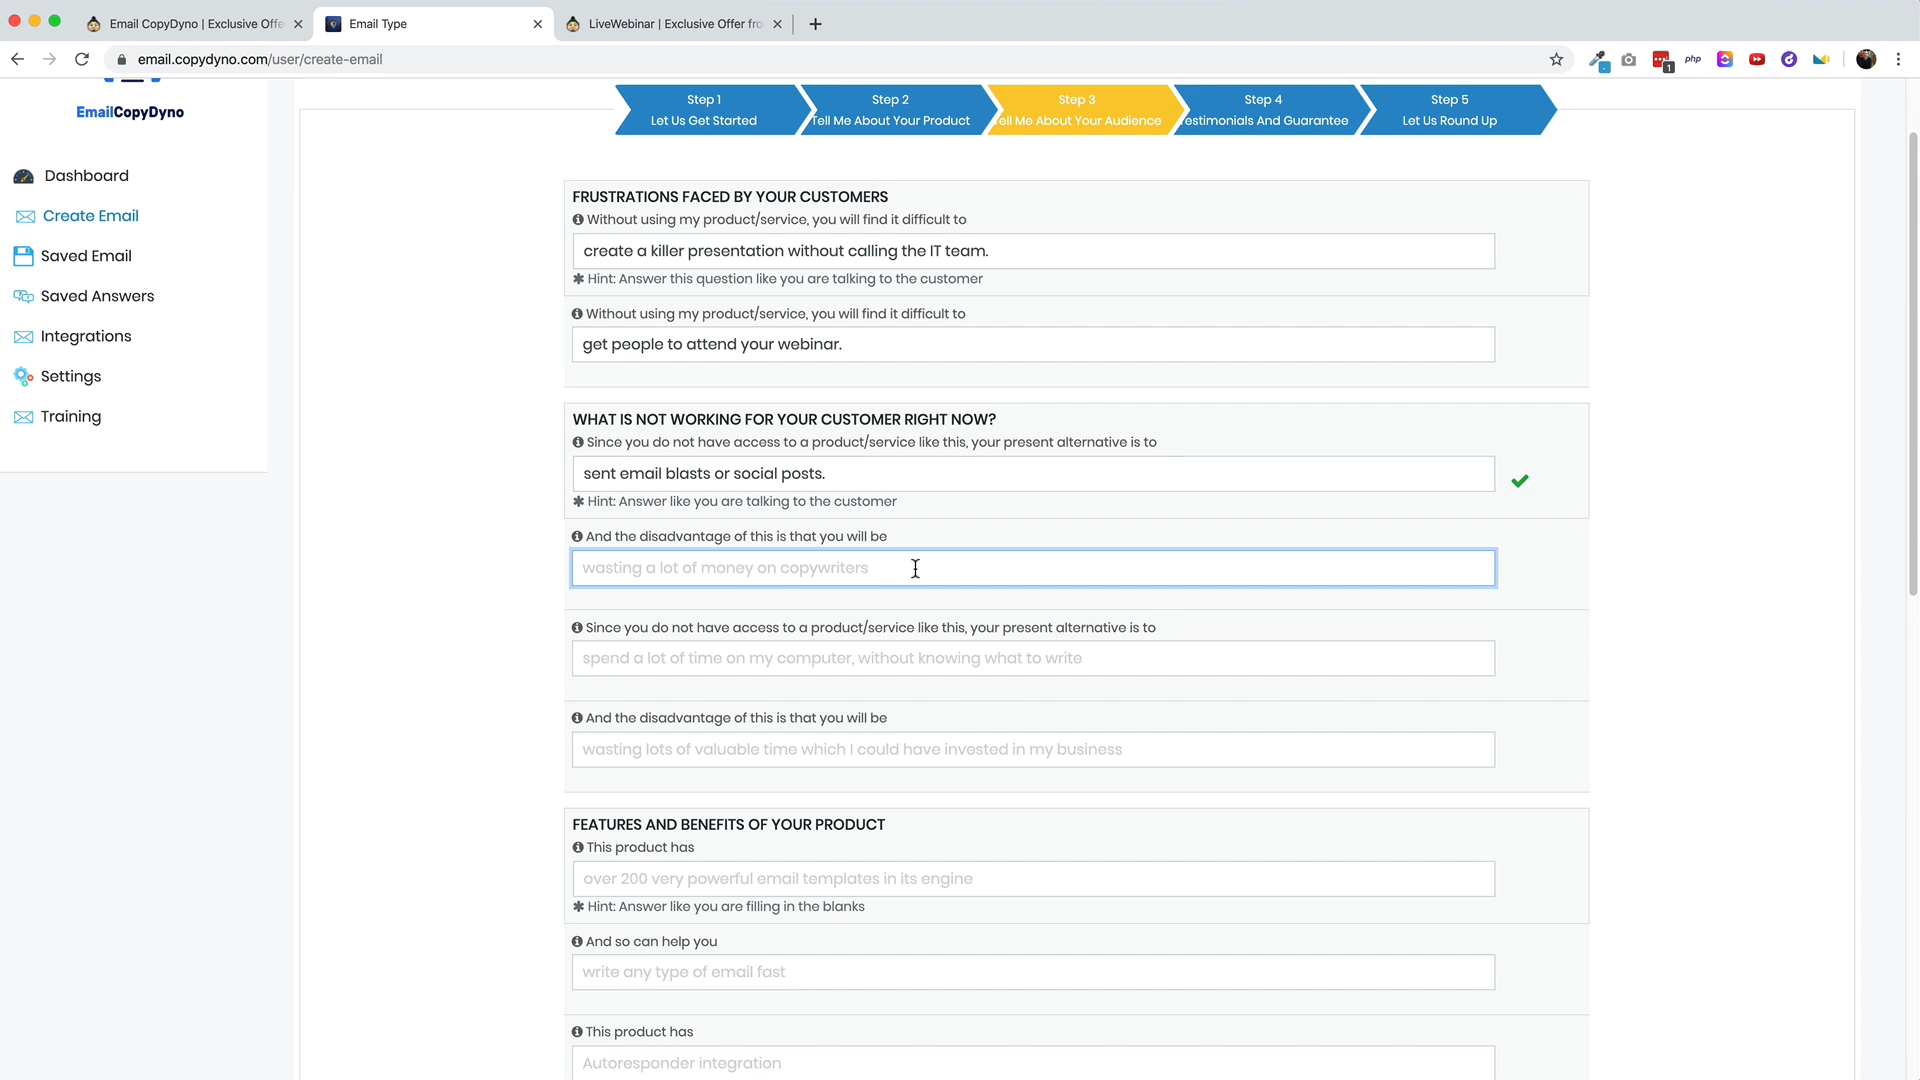 Email CopyDyno | Exclusive Offe
Email Type
LiveWebinar | Exclusive Offer fro
email.copydyno.com/user/create-email
1
php
EmailCopyDyno
Dashboard
Create Email
Saved Email
Saved Answers
Integrations
Settings
Training
Step 1
Let Us Get Started
Step 2
Tell Me About Your Product
Step 3
Tell Me About Your Audience
Step 4
Testimonials And Guarantee
Step 5
Let Us Round Up
FRUSTRATIONS FACED BY YOUR CUSTOMERS
Without using my product/service, you will find it difficult to
create a killer presentation without calling the IT team.
✱ Hint: Answer this question like you are talking to the customer
Without using my product/service, you will find it difficult to
get people to attend your webinar.
WHAT IS NOT WORKING FOR YOUR CUSTOMER RIGHT NOW?
Since you do not have access to a product/service like this, your present alternative is to
sent email blasts or social posts.
✱ Hint: Answer like you are talking to the customer
And the disadvantage of this is that you will be
wasting a lot of money on copywriters
Since you do not have access to a product/service like this, your present alternative is to
spend a lot of time on my computer, without knowing what to write
And the disadvantage of this is that you will be
wasting lots of valuable time which I could have invested in my business
FEATURES AND BENEFITS OF YOUR PRODUCT
This product has
over 200 very powerful email templates in its engine
✱ Hint: Answer like you are filling in the blanks
And so can help you
write any type of email fast
This product has
Autoresponder integration